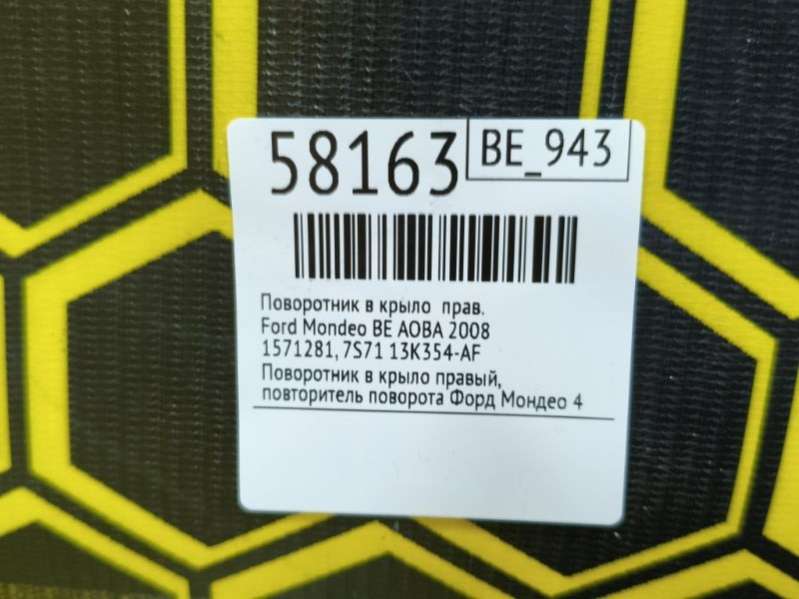 58163
BE_943
Поворотник в крыло прав.
Ford Mondeo BE AOBA 2008
1571281, 7S71 13K354-AF
Поворотник в крыло правый,
повторитель поворота Форд Мондео 4